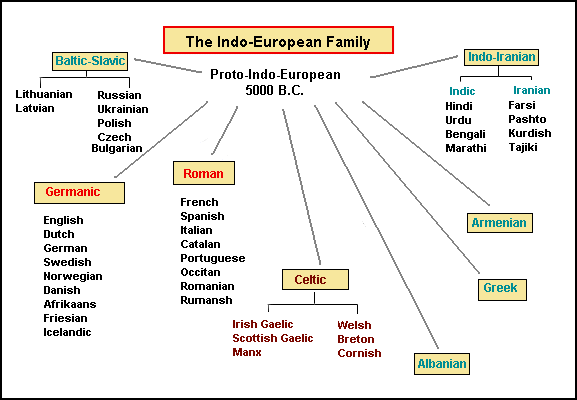 The Indo-European Family
Proto-Indo-European
5000 B.C.
Baltic-Slavic
Lithuanian
Latvian
Russian
Ukrainian
Polish
Czech
Bulgarian
Indo-Iranian
Indic
Hindi
Urdu
Bengali
Marathi
Iranian
Farsi
Pashto
Kurdish
Tajiki
Germanic
English
Dutch
German
Swedish
Norwegian
Danish
Afrikaans
Friesian
Icelandic
Roman
French
Spanish
Italian
Catalan
Portuguese
Occitan
Romanian
Rumansh
Celtic
Irish Gaelic
Scottish Gaelic
Manx
Welsh
Breton
Cornish
Armenian
Greek
Albanian